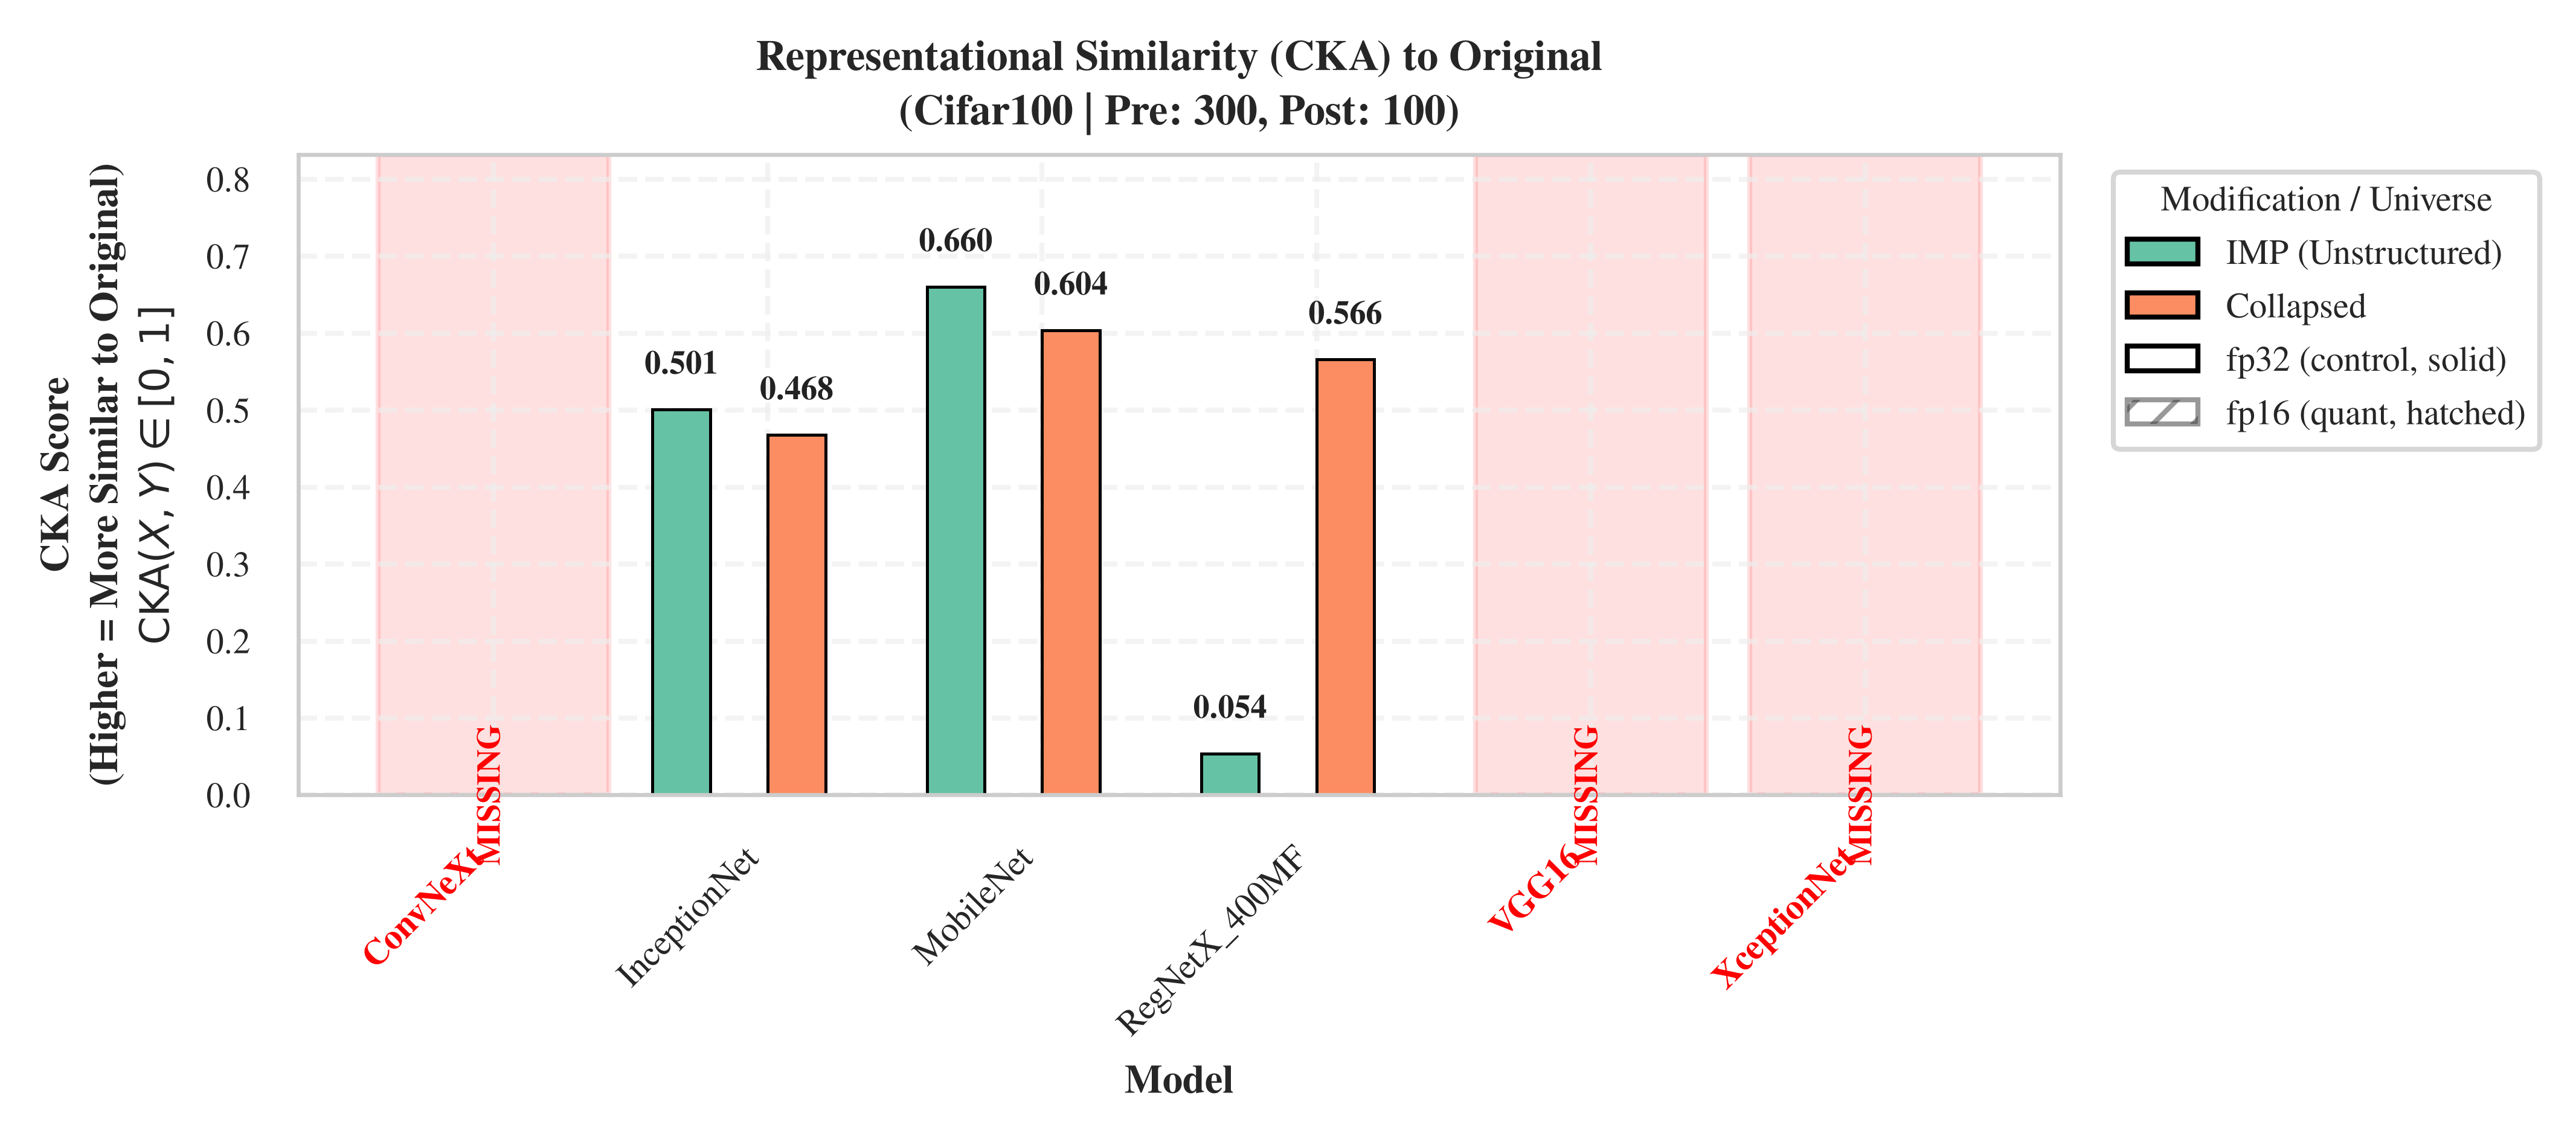 Representational Similarity (CKA) to Original
(Cifar100 | Pre: 300, Post: 100)
CKA Score
(Higher = More Similar to Original)
CKA(X, Y) ∈ [0, 1]
0.8
0.7
0.6
0.5
0.4
0.3
0.2
0.1
0.0
0.501
0.468
0.660
0.604
0.054
0.566
MISSING
MISSING
MISSING
ConvNeXt
InceptionNet
MobileNet
RegNetX_400MF
VGG16
XceptionNet
Model
Modification / Universe
IMP (Unstructured)
Collapsed
fp32 (control, solid)
fp16 (quant, hatched)